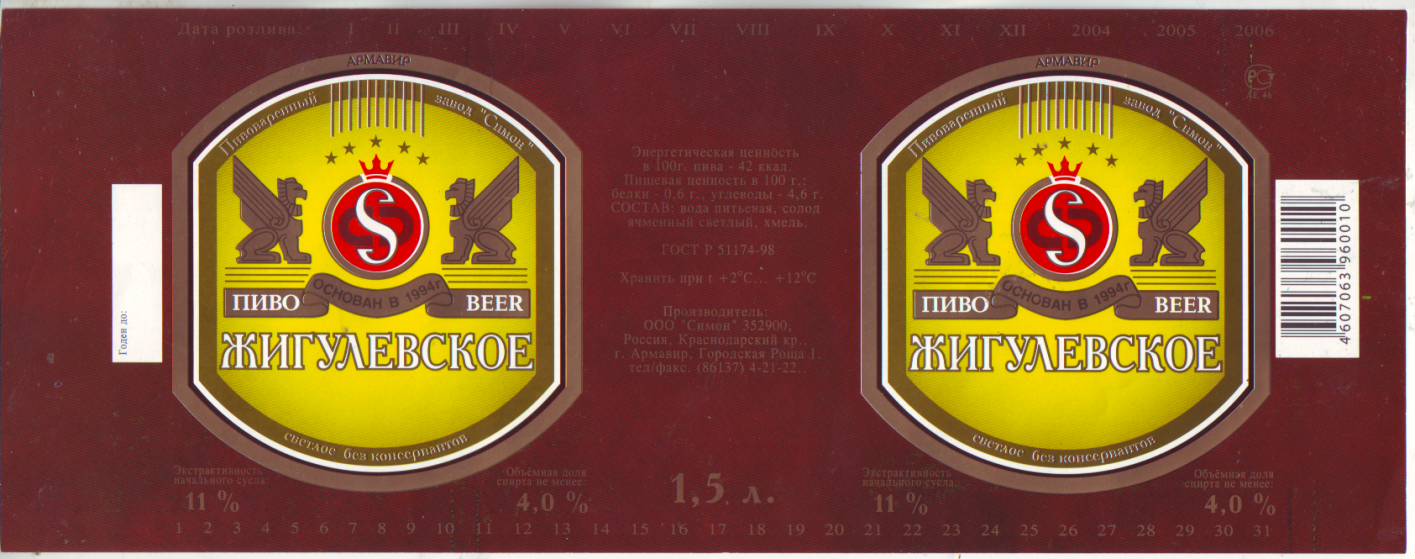 Дата розлива: I II III IV V VI VII VIII IX X XI XII 2004 2005 2006
АРМАВИР
Пивоваренный завод "Симон"
S
ОСНОВАН В 1994г
ПИВО BEER
ЖИГУЛЕВСКОЕ
светлое без консервантов
Годен до:
Экстрактивность
начального сусла:
11 %
Объёмная доля
спирта не менее:
4,0 %
Энергетическая ценность
в 100г. пива - 42 ккал.
Пищевая ценность в 100 г.:
белки - 0,6 г., углеводы - 4,6 г.
СОСТАВ: вода питьевая, солод
ячменный светлый, хмель.
ГОСТ Р 51174-98
Хранить при t +2°C... +12°C
Производитель:
ООО "Симон" 352900,
Россия, Краснодарский кр.,
г. Армавир, Городская Роща 1.
тел/факс. (86137) 4-21-22.
1,5 л.
АРМАВИР
Пивоваренный завод "Симон"
S
ОСНОВАН В 1994г
ПИВО BEER
ЖИГУЛЕВСКОЕ
светлое без консервантов
Экстрактивность
начального сусла:
11 %
Объёмная доля
спирта не менее:
4,0 %
4 607063 960010
1 2 3 4 5 6 7 8 9 10 11 12 13 14 15 16 17 18 19 20 21 22 23 24 25 26 27 28 29 30 31